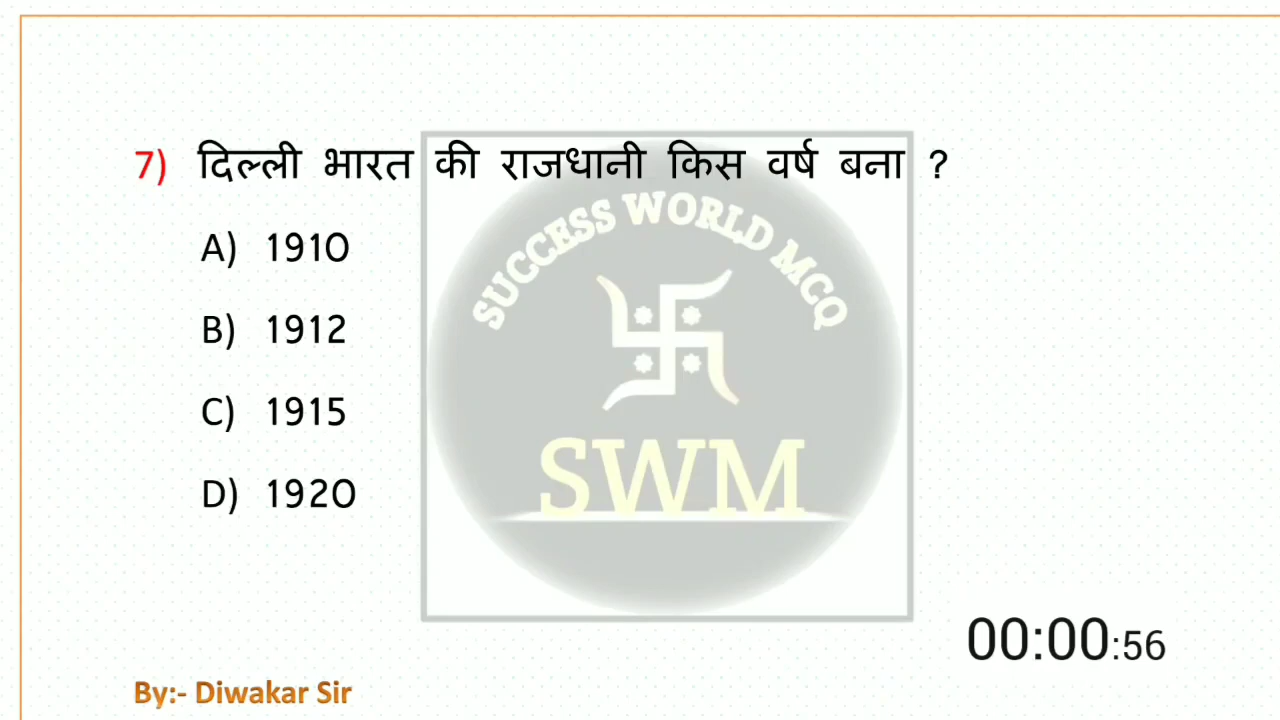 7) दिल्ली भारत की राजधानी किस वर्ष बना ?
A) 1910
B) 1912
C) 1915
D) 1920
SUCCESS WORLD MCQ
SWM
00:00:56
By:- Diwakar Sir